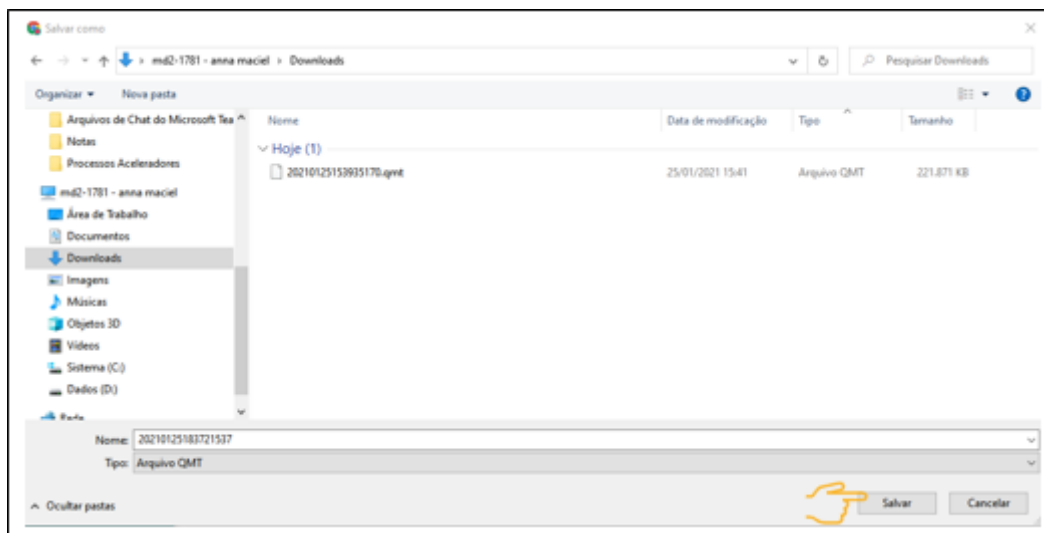 Salvar como
md2-1781 - anna maciel › Downloads
Pesquisar Downloads
Organizar
Nova pasta
Arquivos de Chat do Microsoft Tea
Notas
Processos Aceleradores
md2-1781 - anna maciel
Área de Trabalho
Documentos
Downloads
Imagens
Músicas
Objetos 3D
Vídeos
Sistema (C:)
Dados (D:)
Rede
Nome Data de modificação Tipo Tamanho
Hoje (1)
20210125153935170.qmt 25/01/2021 15:41 Arquivo QMT 221.871 KB
Nome: 20210125183721537
Tipo: Arquivo QMT
Ocultar pastas
Salvar
Cancelar